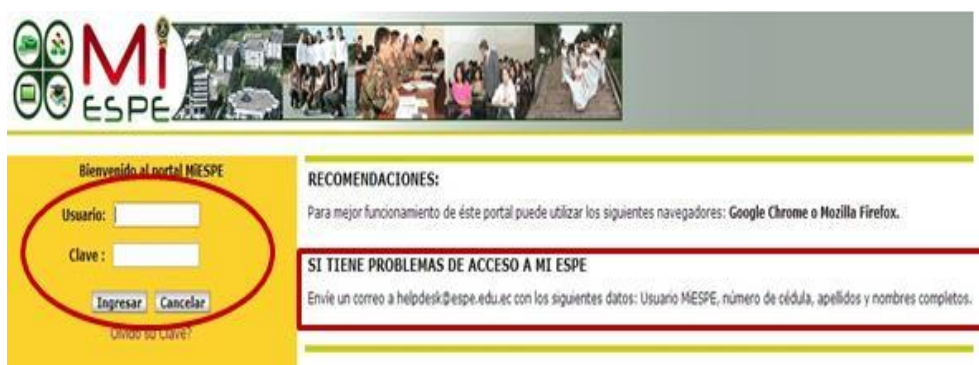 Mi
ESPE
Bienvenido al portal MiESPE
Usuario:
Clave :
Ingresar Cancelar
Olvido su Clave?
RECOMENDACIONES:
Para mejor funcionamiento de éste portal puede utilizar los siguientes navegadores: Google Chrome o Mozilla Firefox.
SI TIENE PROBLEMAS DE ACCESO A MI ESPE
Envíe un correo a helpdesk@espe.edu.ec con los siguientes datos: Usuario MiESPE, número de cédula, apellidos y nombres completos.